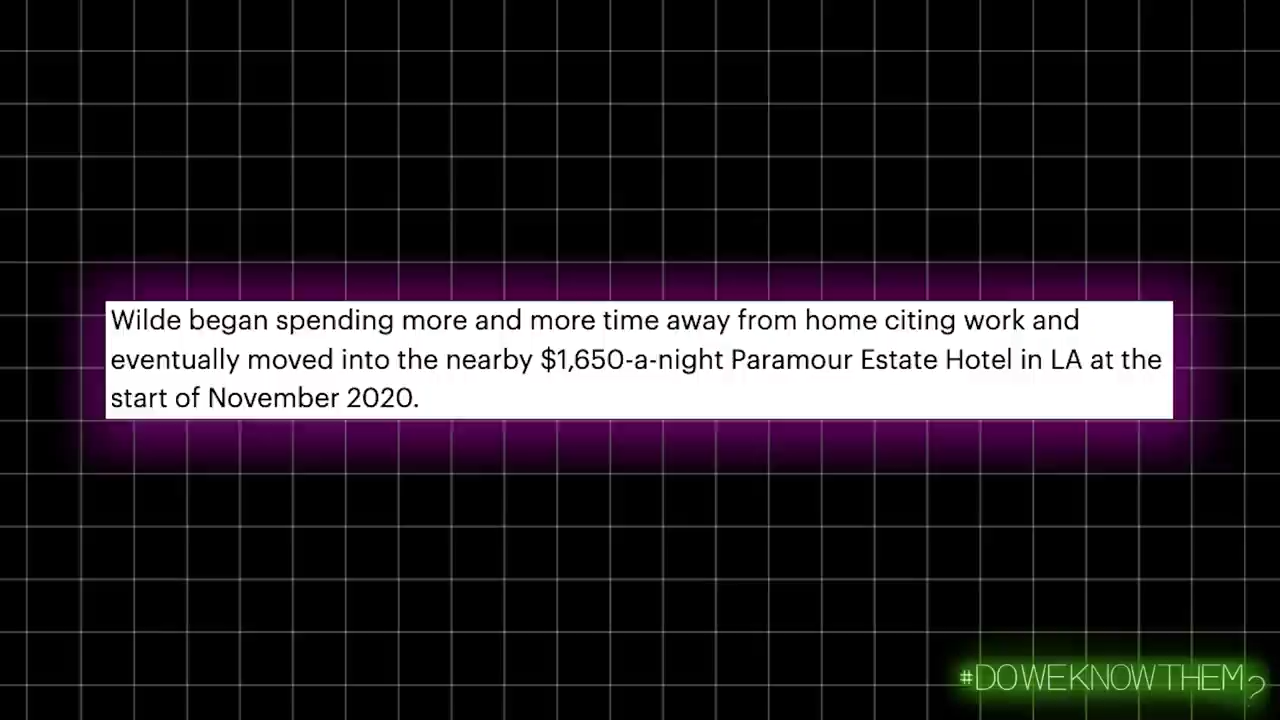 Wilde began spending more and more time away from home citing work and
eventually moved into the nearby $1,650-a-night Paramour Estate Hotel in LA at the
start of November 2020.
#DOWEKNOWTHEM?